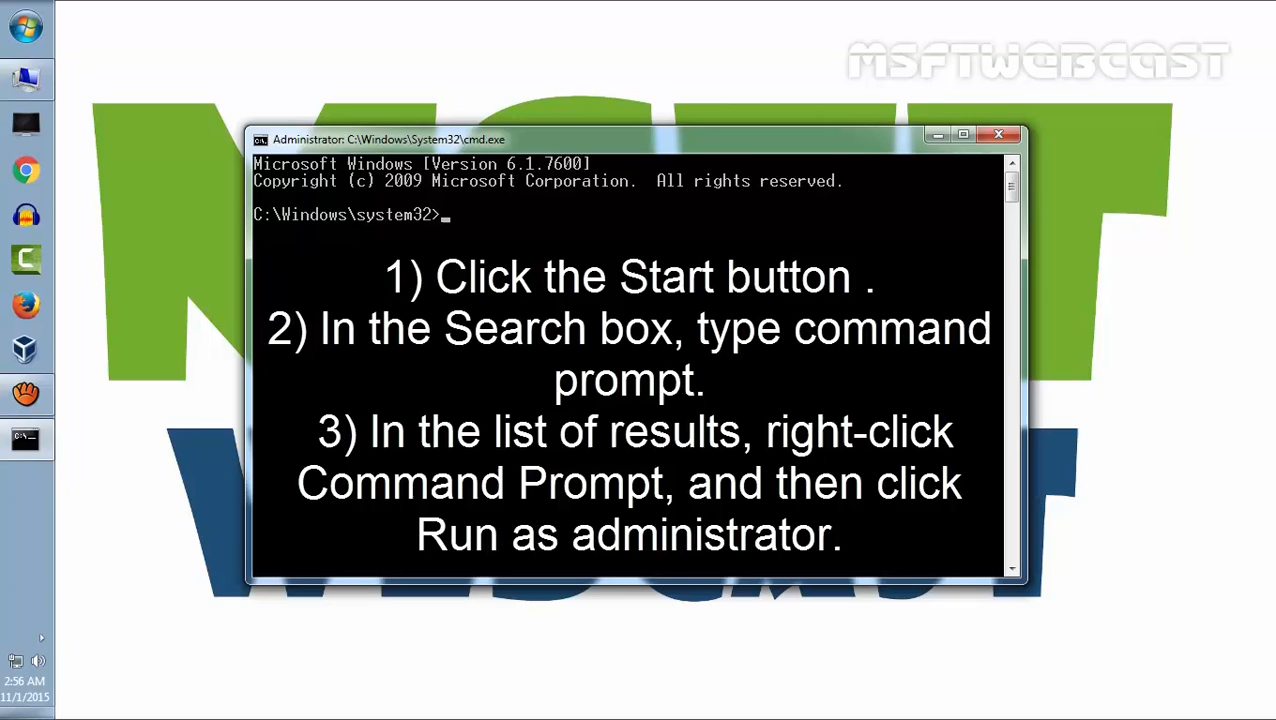 MSFTWEBCAST
Administrator: C:\Windows\System32\cmd.exe
Microsoft Windows [Version 6.1.7600]
Copyright (c) 2009 Microsoft Corporation.  All rights reserved.
C:\Windows\system32>
1) Click the Start button .
2) In the Search box, type command
prompt.
3) In the list of results, right-click
Command Prompt, and then click
Run as administrator.
2:56 AM
11/1/2015